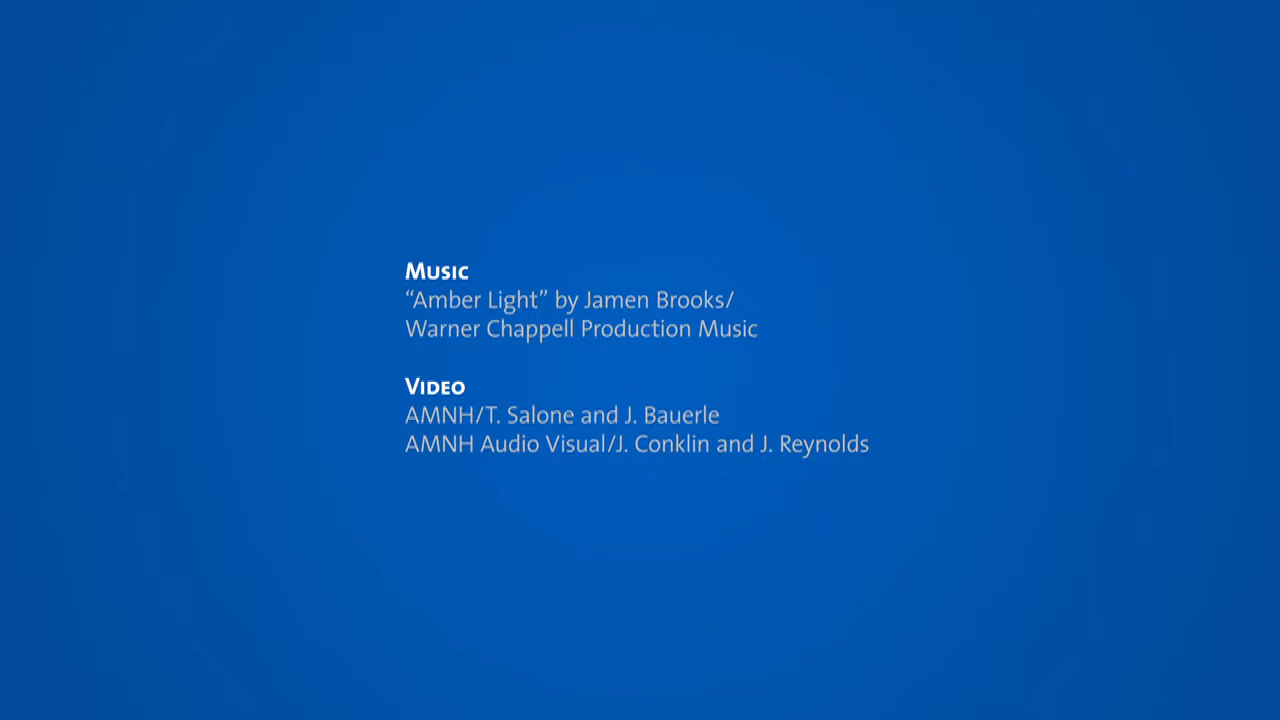 Music
“Amber Light” by Jamen Brooks/
Warner Chappell Production Music
Video
AMNH/T. Salone and J. Bauerle
AMNH Audio Visual/J. Conklin and J. Reynolds